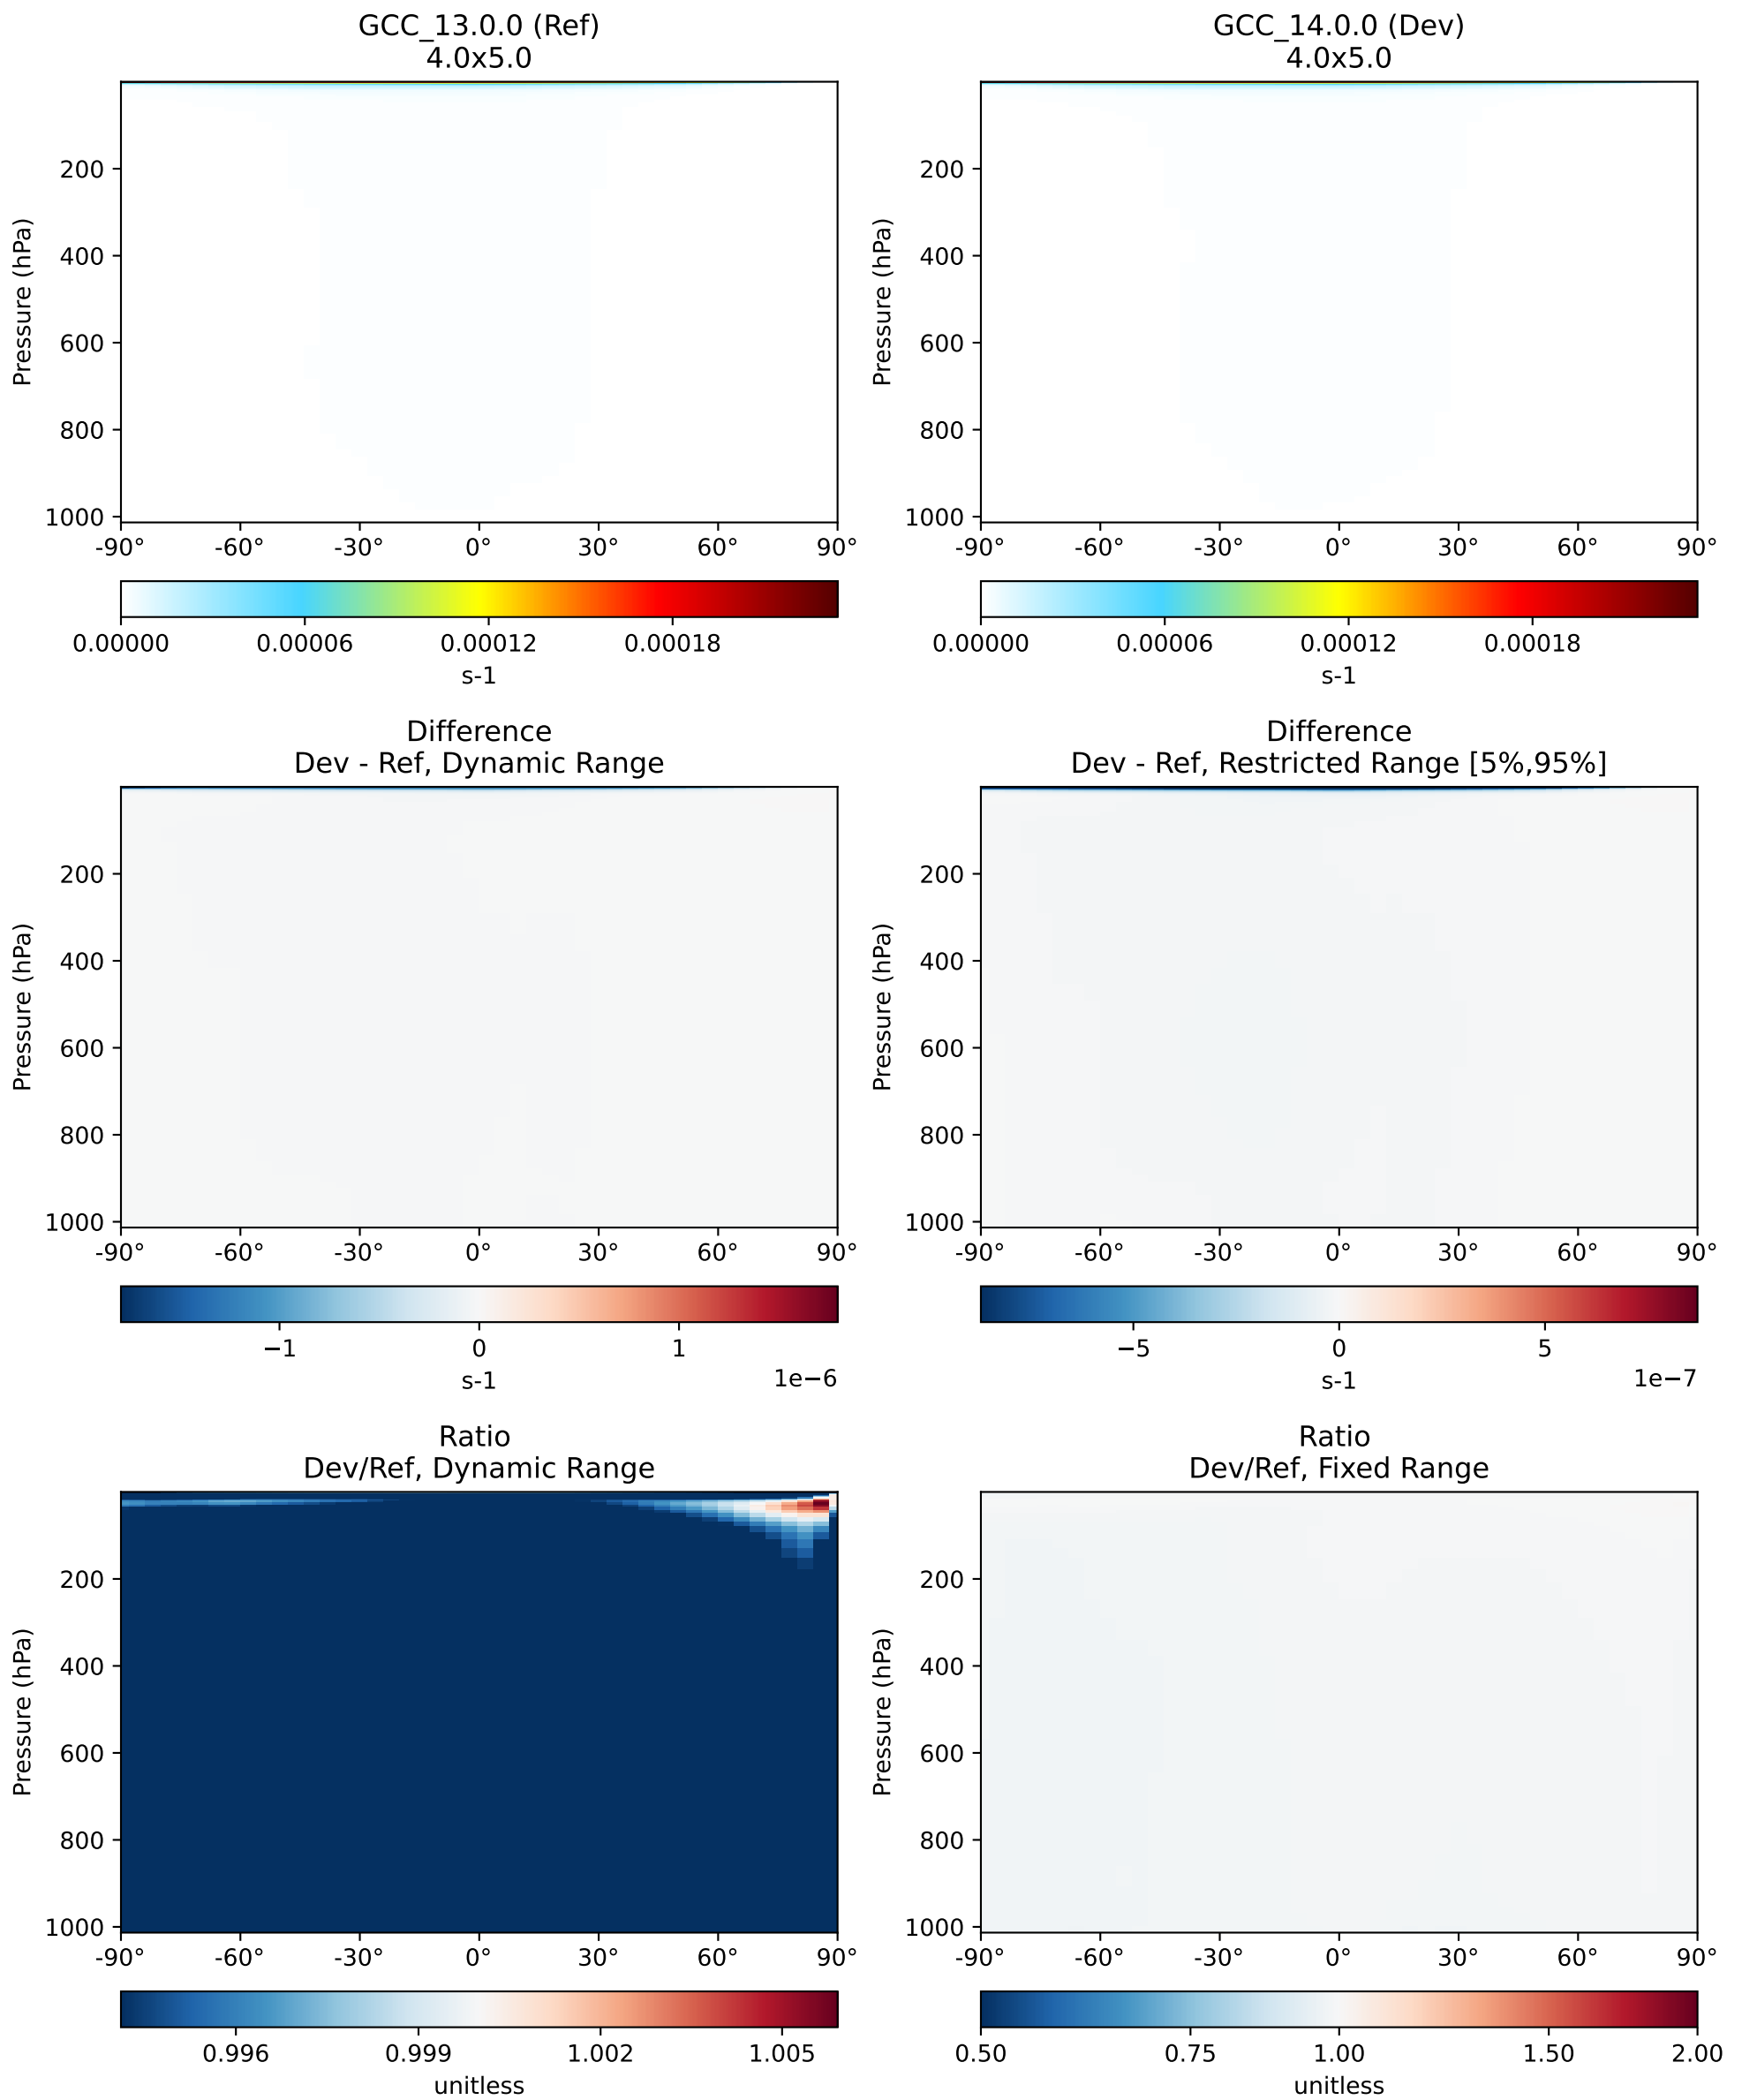 GCC_13.0.0 (Ref)
4.0x5.0
Pressure (hPa)
200
400
600
800
1000
-90° -60° -30° 0° 30° 60° 90°
0.00000 0.00006 0.00012 0.00018
s-1
GCC_14.0.0 (Dev)
4.0x5.0
Pressure (hPa)
200
400
600
800
1000
-90° -60° -30° 0° 30° 60° 90°
0.00000 0.00006 0.00012 0.00018
s-1
Difference
Dev - Ref, Dynamic Range
Pressure (hPa)
200
400
600
800
1000
-90° -60° -30° 0° 30° 60° 90°
−1 0 1
s-1 1e−6
Difference
Dev - Ref, Restricted Range [5%,95%]
Pressure (hPa)
200
400
600
800
1000
-90° -60° -30° 0° 30° 60° 90°
−5 0 5
s-1 1e−7
Ratio
Dev/Ref, Dynamic Range
Pressure (hPa)
200
400
600
800
1000
-90° -60° -30° 0° 30° 60° 90°
0.996 0.999 1.002 1.005
unitless
Ratio
Dev/Ref, Fixed Range
Pressure (hPa)
200
400
600
800
1000
-90° -60° -30° 0° 30° 60° 90°
0.50 0.75 1.00 1.50 2.00
unitless